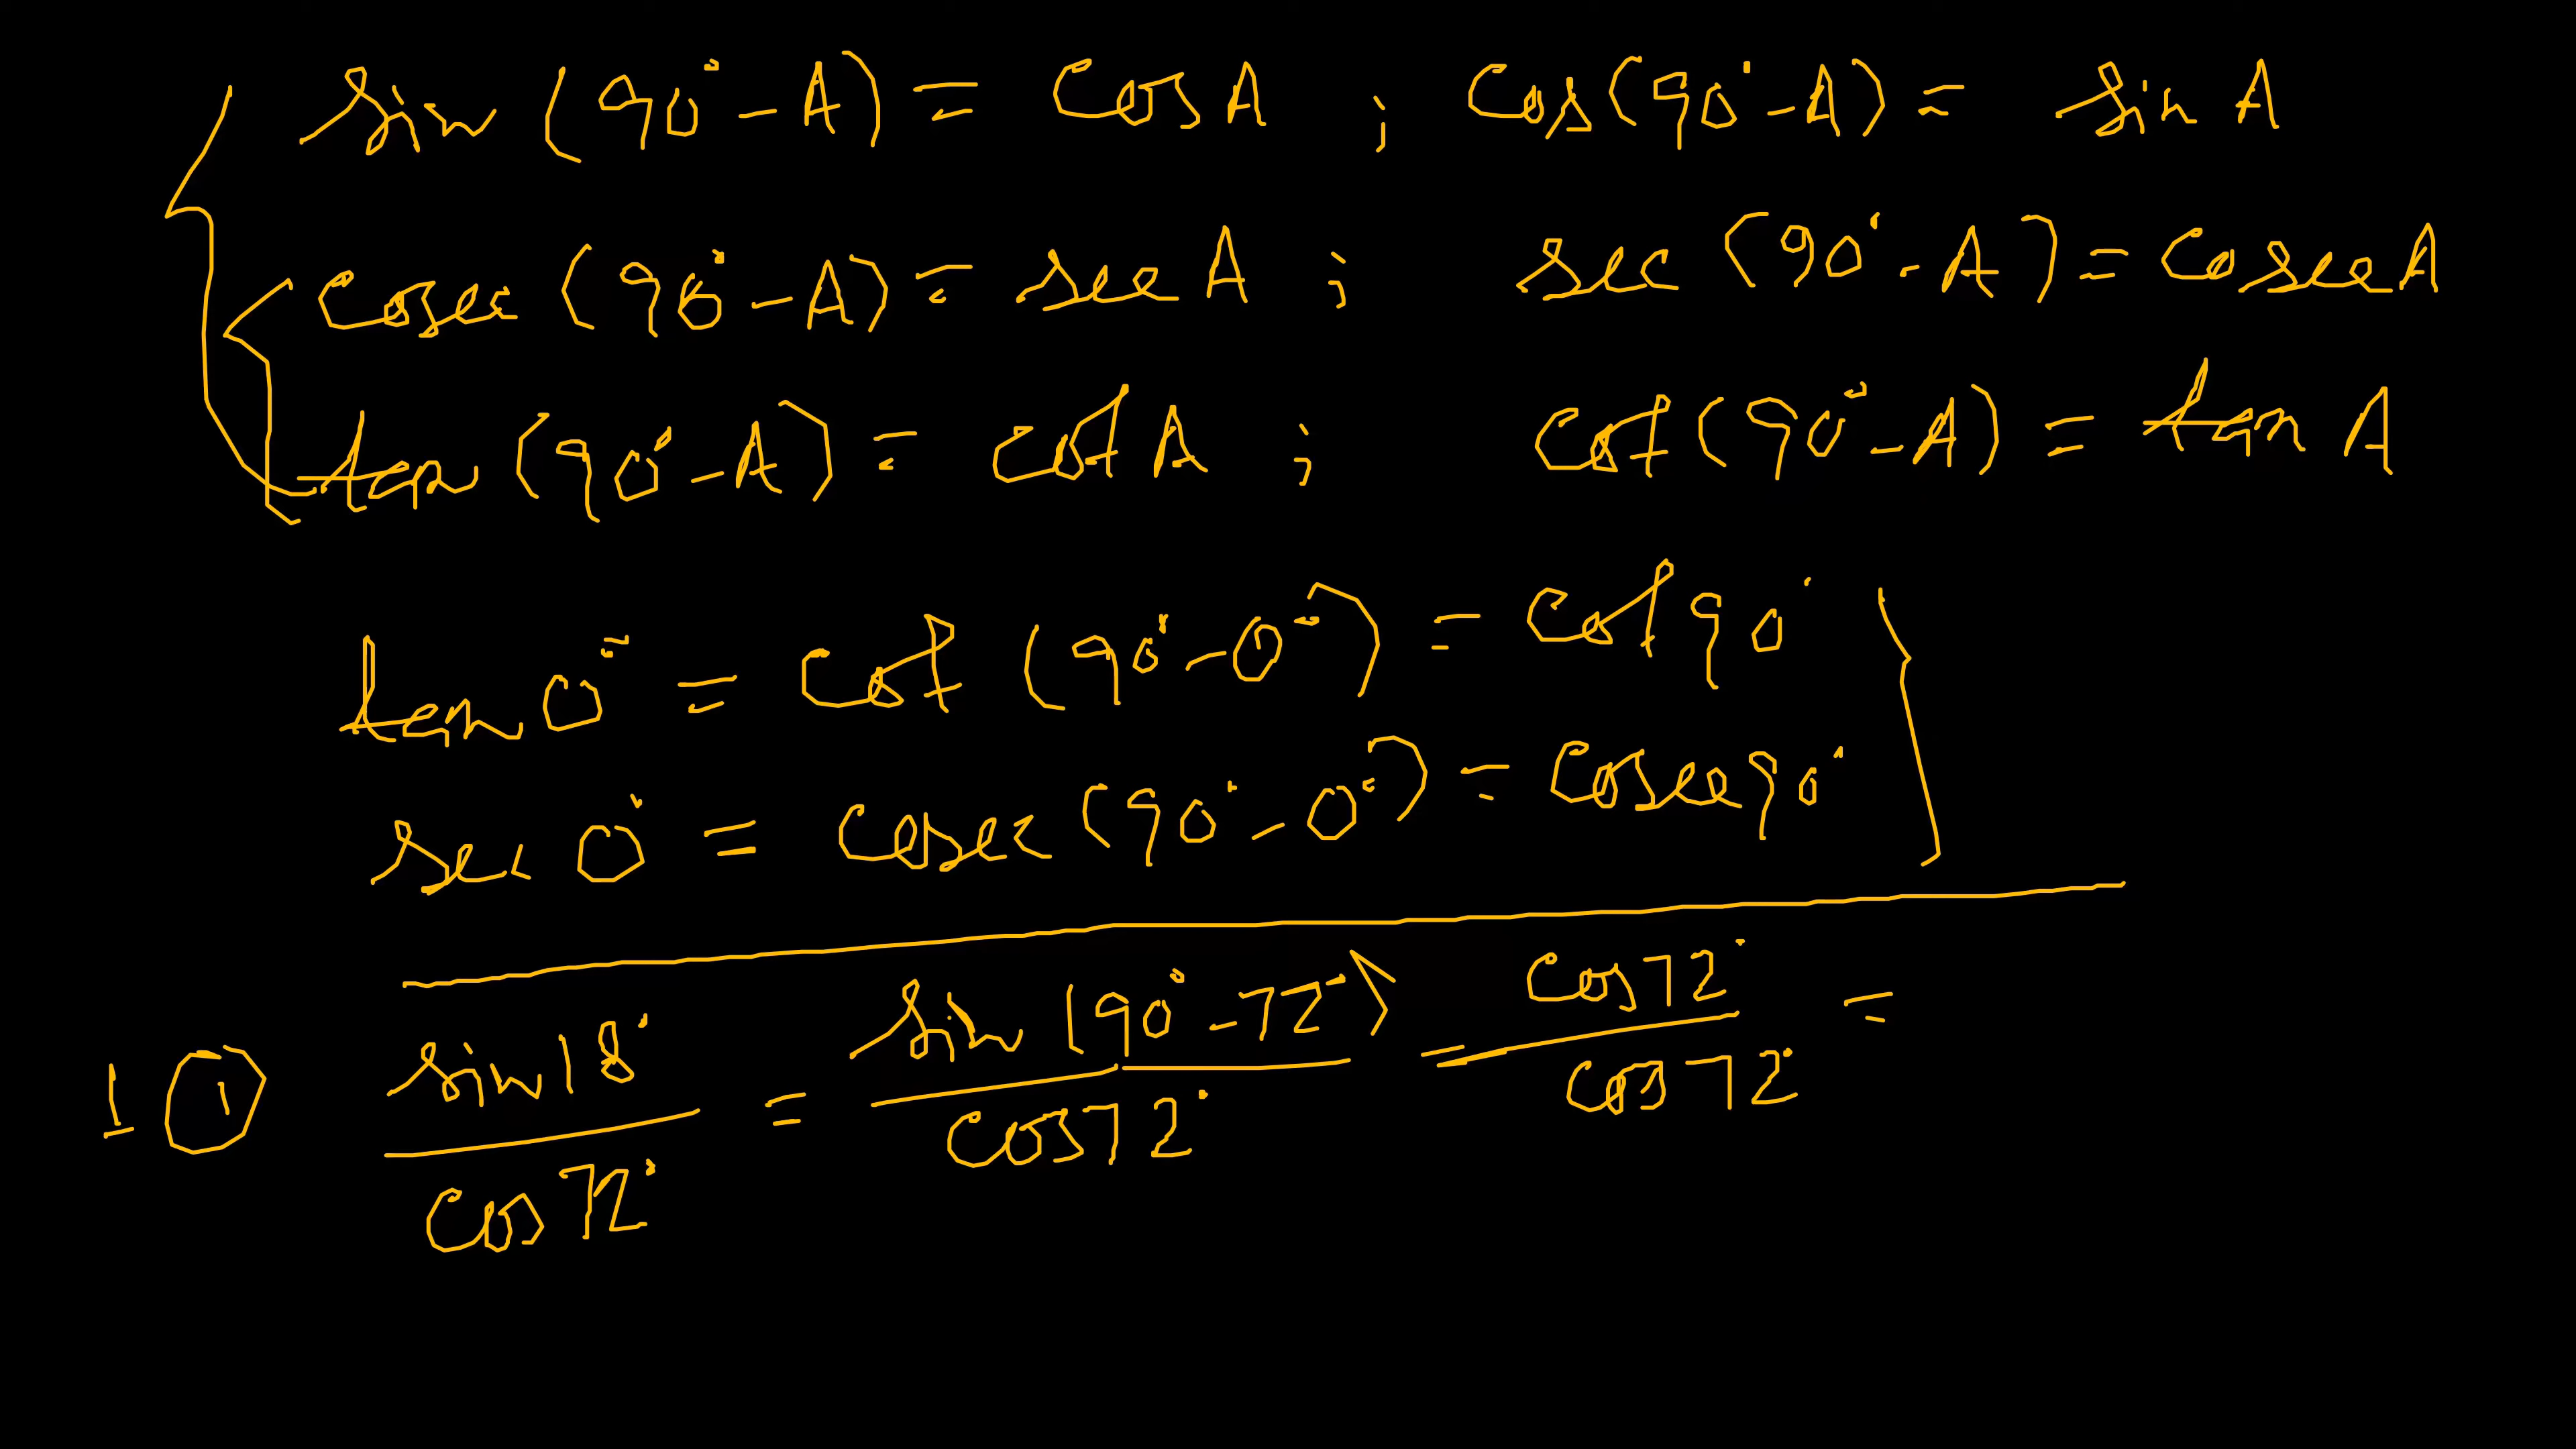 sin (90° - A) = cos A ; cos (90° - A) = sin A
cosec (90° - A) = sec A ; sec (90° - A) = cosec A
tan (90° - A) = cot A ; cot (90° - A) = tan A
tan 0° = cot (90° - 0°) = cot 90°
sec 0° = cosec (90° - 0°) = cosec 90°
1 ① sin 18° / cos 72° = sin (90° - 72°) / cos 72° = cos 72° / cos 72° =